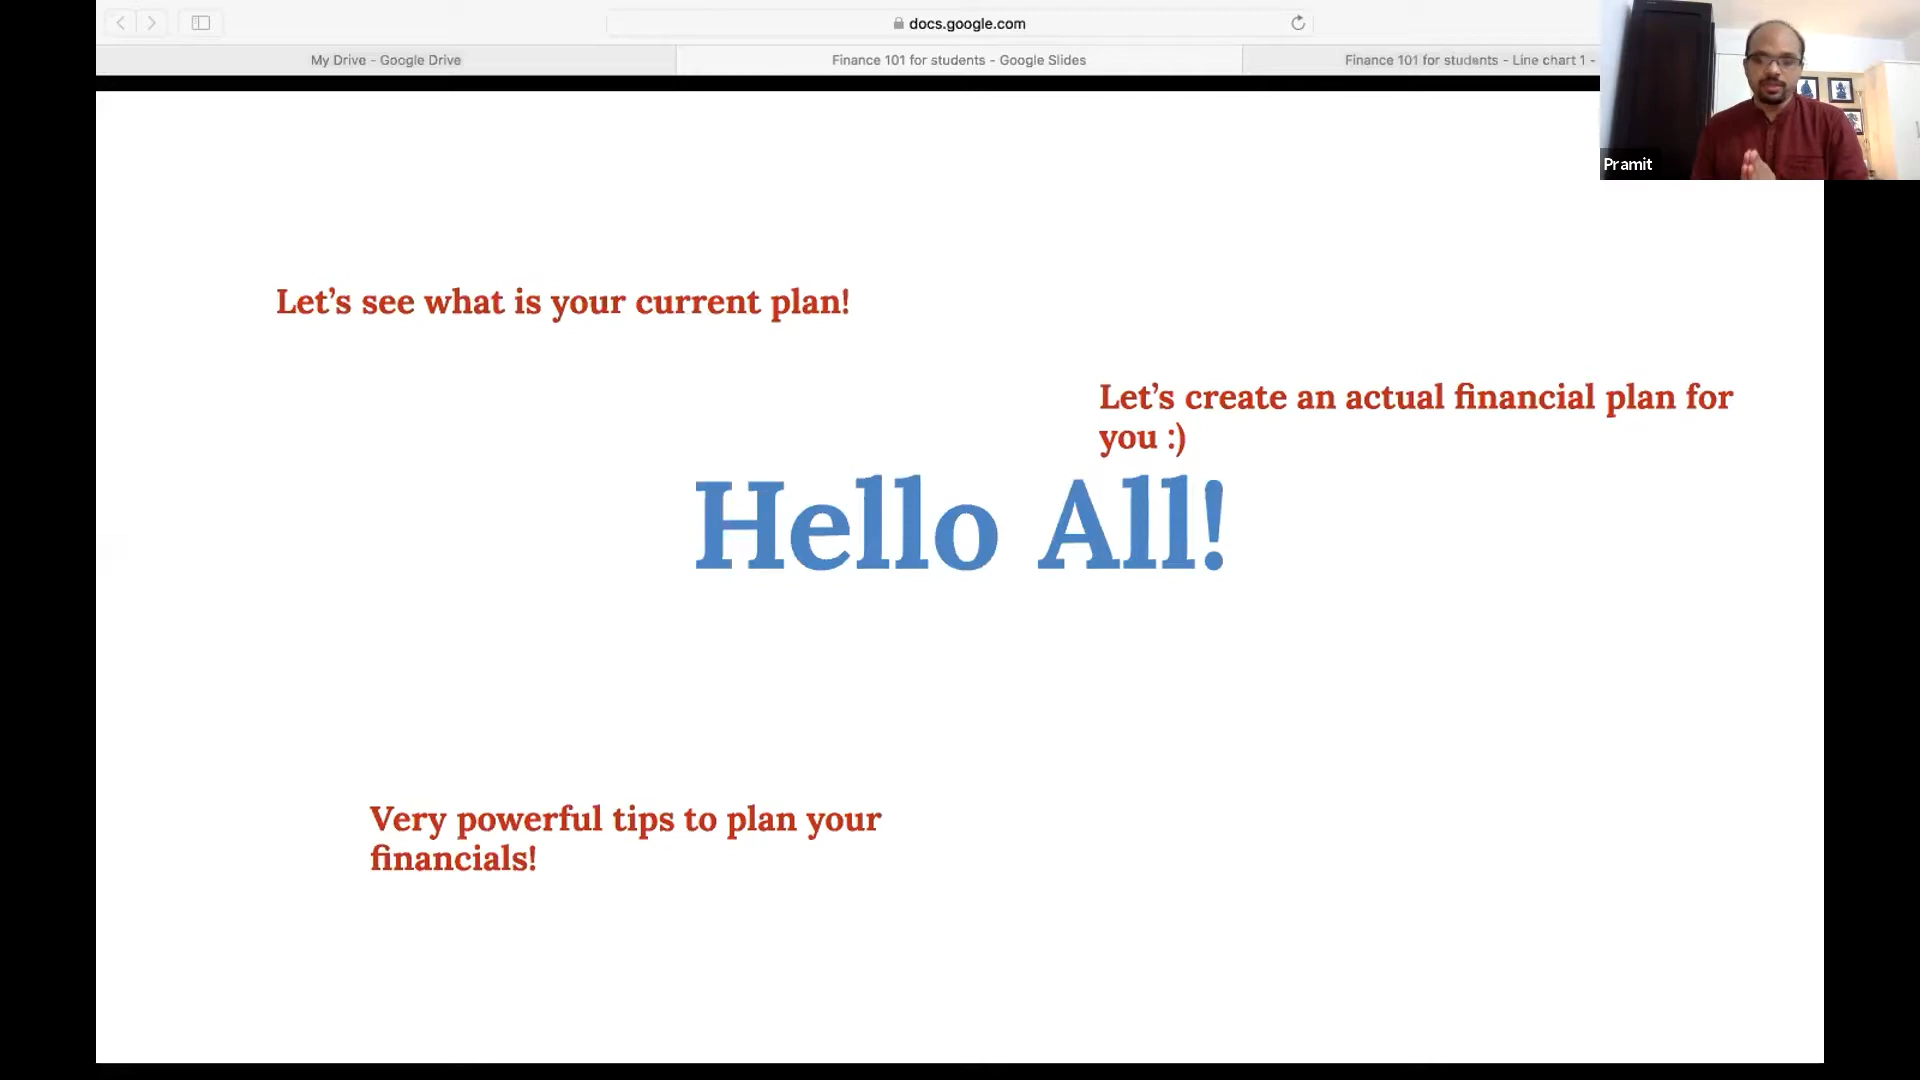 docs.google.com
My Drive - Google Drive
Finance 101 for students - Google Slides
Finance 101 for students - Line chart 1 -
Pramit
Let's see what is your current plan!
Let's create an actual financial plan for
you :)
Hello All!
Very powerful tips to plan your
financials!